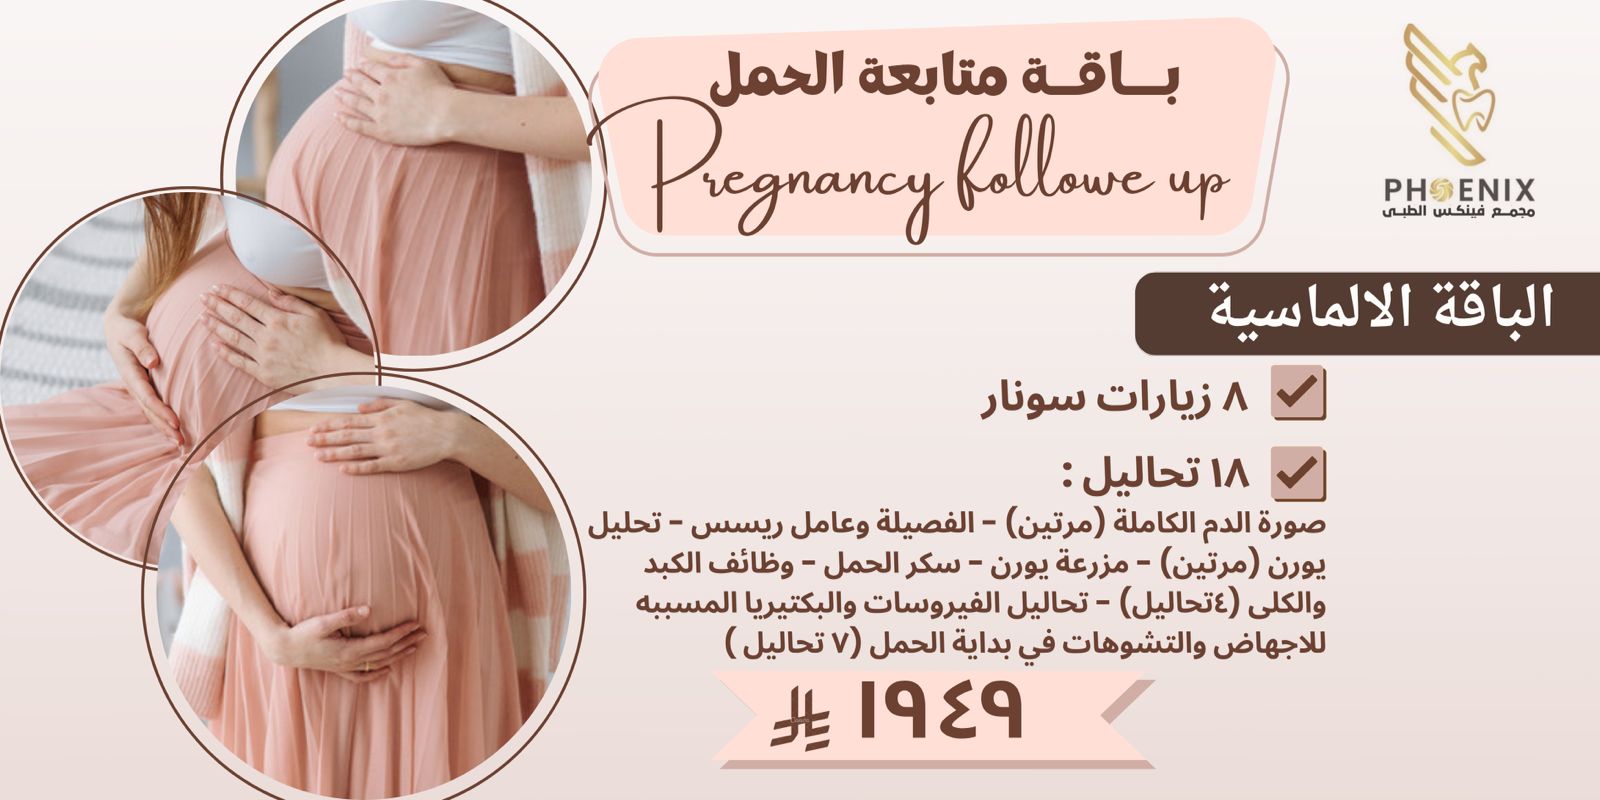 بـــاقـــة متابعة الحمل
Pregnancy followe up
PHOENIX
مجمع فينكس الطبي
الباقة الالماسية
٨ زيارات سونار
١٨ تحاليل :
صورة الدم الكاملة (مرتين) - الفصيلة وعامل ريسس - تحليل
يورن (مرتين) - مزرعة يورن - سكر الحمل - وظائف الكبد
والكلى (٤تحاليل) - تحاليل الفيروسات والبكتيريا المسببه
للاجهاض والتشوهات في بداية الحمل (٧ تحاليل )
١٩٤٩